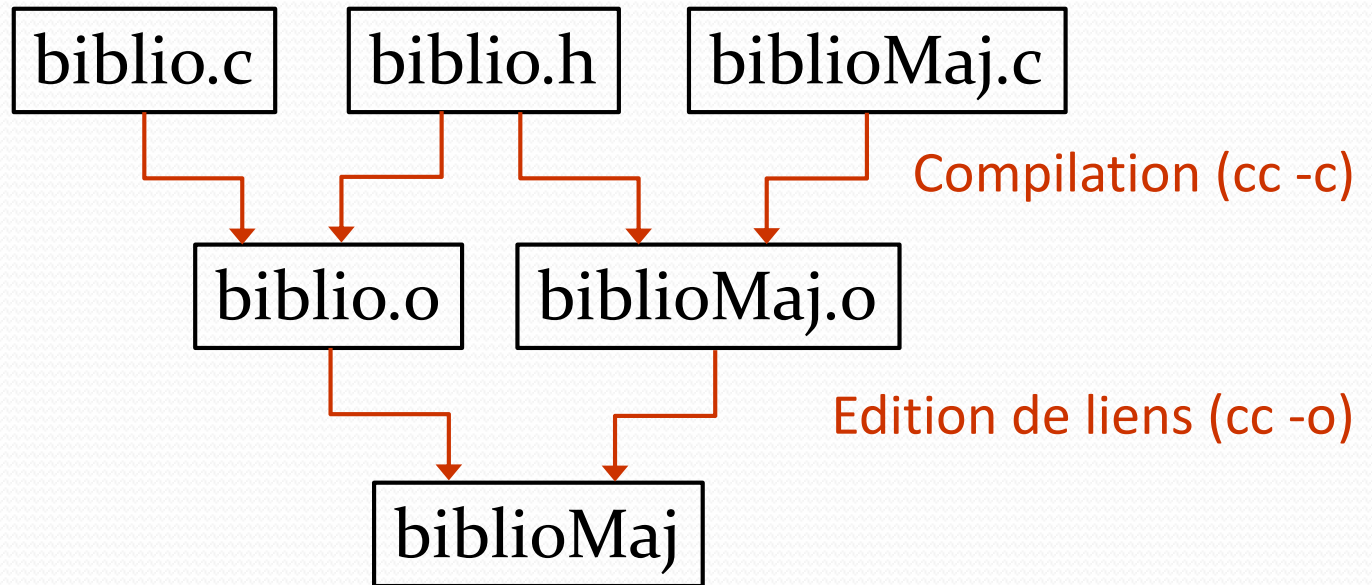 biblio.c
biblio.h
biblioMaj.c
Compilation (cc -c)
biblio.o
biblioMaj.o
Edition de liens (cc -o)
biblioMaj